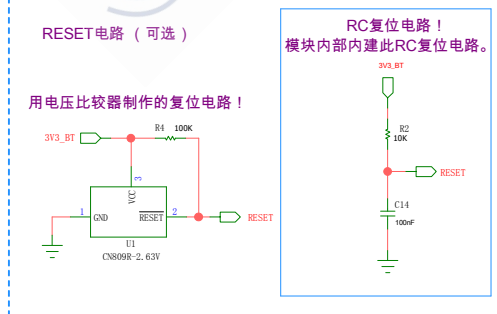 RESET电路 （可选）
RC复位电路！
模块内部内建此RC复位电路。
用电压比较器制作的复位电路！
3V3_BT
R4 100K
3
VCC
1
GND
RESET
2
RESET
U1
CN809R-2.63V
3V3_BT
R2
10K
RESET
C14
100nF